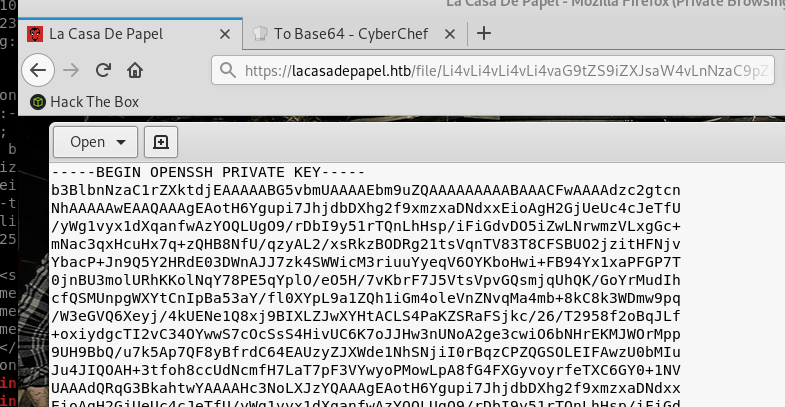 La Casa De Papel - Mozilla Firefox (Private Browsing
La Casa De Papel
To Base64 - CyberChef
https://lacasadepapel.htb/file/Li4vLi4vLi4vLi4vaG9tZS9iZXJsaW4vLnNzaC9pZ
Hack The Box
Open
-----BEGIN OPENSSH PRIVATE KEY-----
b3BlbnNzaC1rZXktdjEAAAAABG5vbmUAAAAEbm9uZQAAAAAAAAABAAACFwAAAAdzc2gtcn
NhAAAAAwEAAQAAAgEAotH6Ygupi7JhjdbDXhg2f9xmzxaDNdxxEioAgH2GjUeUc4cJeTfU
/yWg1vyx1dXqanfwAzYOQLUgO9/rDbI9y51rTQnLhHsp/iFiGdvDO5iZwLNrwmzVLxgGc+
mNac3qxHcuHx7q+zQHB8NfU/qzyAL2/xsRkzBODRg21tsVqnTV83T8CFSBUO2jzitHFNjv
YbacP+Jn9Q5Y2HRdE03DWnAJJ7zk4SWWicM3riuuYyeqV6OYKboHwi+FB94Yx1xaPFGP7T
0jnBU3molURhKKolNqY78PE5qYplO/eO5H/7vKbrF7J5VtsVpvGQsmjqUhQK/GoYrMudIh
cfQSMUnpgWXYtCnIpBa53aY/fl0XYpL9a1ZQh1iGm4oleVnZNvqMa4mb+8kC8k3WDmw9pq
/W3eGVQ6Xeyj/4kUENe1Q8xj9BIXLZJwXYHtACLS4PaKZSRaFSjkc/26/T2958f2oBqJLf
+oxiydgcTI2vC34OYwwS7cOcSsS4HivUC6K7oJJHw3nUNoA2ge3cwiO6bNHrEKMJWOrMpp
9UH9BbQ/u7k5Ap7QF8yBfrdC64EAUzyZJXWde1NhSNjiI0rBqzCPZQGSOLEIFAwzU0bMIu
Ju4JIQOAH+3tfoh8ccUdNcmfH7LaT7pF3VYwyoPMowLpA8fG4FXGyvoyrfeTXC6GY0+1NV
UAAAdQRqG3BkahtwYAAAAHc3NoLXJzYQAAAgEAotH6Ygupi7JhjdbDXhg2f9xmzxaDNdxx
EioAgH2GjUeUc4cJeTfU/yWg1vyx1dXqanfwAzYOQLUgO9/rDbI9y51rTQnLhHsp/iFiGd